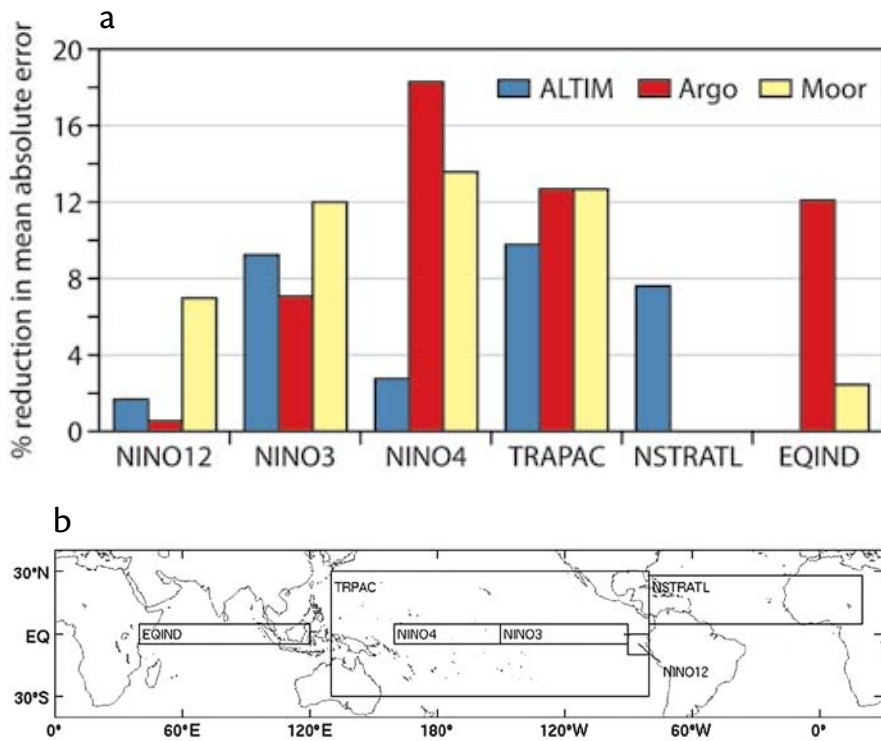 a
% reduction in mean absolute error
20
16
12
8
4
0
ALTIM Argo Moor
NINO12 NINO3 NINO4 TRAPAC NSTRATL EQIND
b
30°N
EQ
30°S
TRPAC
NSTRATL
EQIND
NINO4
NINO3
NINO12
0° 60°E 120°E 180°W 120°W 60°W 0°